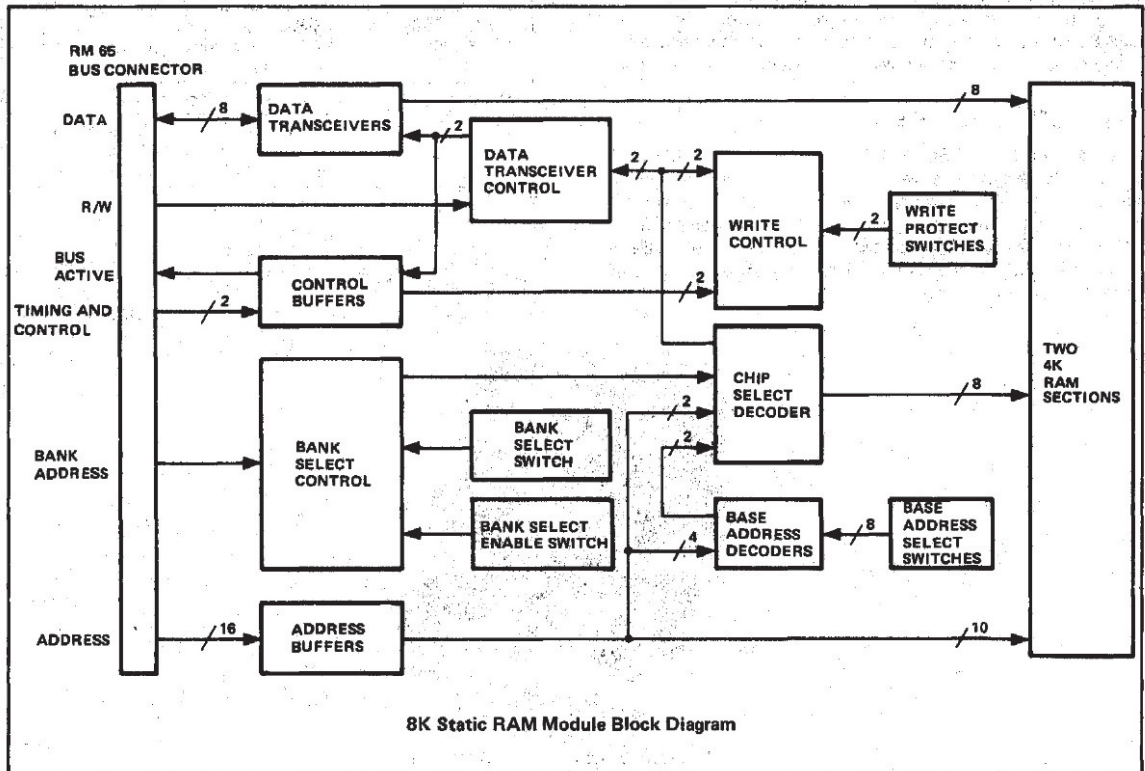 RM 65
BUS CONNECTOR
DATA
8
DATA
TRANSCEIVERS
8
2
DATA
TRANSCEIVER
CONTROL
2
2
R/W
WRITE
CONTROL
2
WRITE
PROTECT
SWITCHES
BUS
ACTIVE
CONTROL
BUFFERS
2
TIMING AND
CONTROL
2
CHIP
SELECT
DECODER
8
TWO
4K
RAM
SECTIONS
2
2
BANK
SELECT
SWITCH
BANK
ADDRESS
BANK
SELECT
CONTROL
BANK SELECT
ENABLE SWITCH
4
BASE
ADDRESS
DECODERS
8
BASE
ADDRESS
SELECT
SWITCHES
ADDRESS
16
ADDRESS
BUFFERS
10
8K Static RAM Module Block Diagram